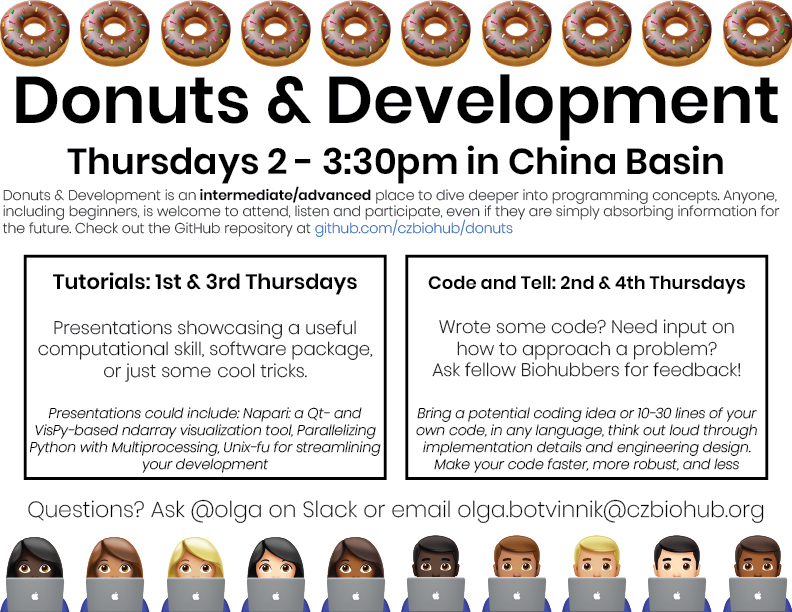 Donuts & Development
Thursdays 2 - 3:30pm in China Basin
Donuts & Development is an intermediate/advanced place to dive deeper into programming concepts. Anyone,
including beginners, is welcome to attend, listen and participate, even if they are simply absorbing information for
the future. Check out the GitHub repository at github.com/czbiohub/donuts
Tutorials: 1st & 3rd Thursdays
Presentations showcasing a useful
computational skill, software package,
or just some cool tricks.
Presentations could include: Napari: a Qt- and
VisPy-based ndarray visualization tool, Parallelizing
Python with Multiprocessing, Unix-fu for streamlining
your development
Code and Tell: 2nd & 4th Thursdays
Wrote some code? Need input on
how to approach a problem?
Ask fellow Biohubbers for feedback!
Bring a potential coding idea or 10-30 lines of your
own code, in any language, think out loud through
implementation details and engineering design.
Make your code faster, more robust, and less
Questions? Ask @olga on Slack or email olga.botvinnik@czbiohub.org